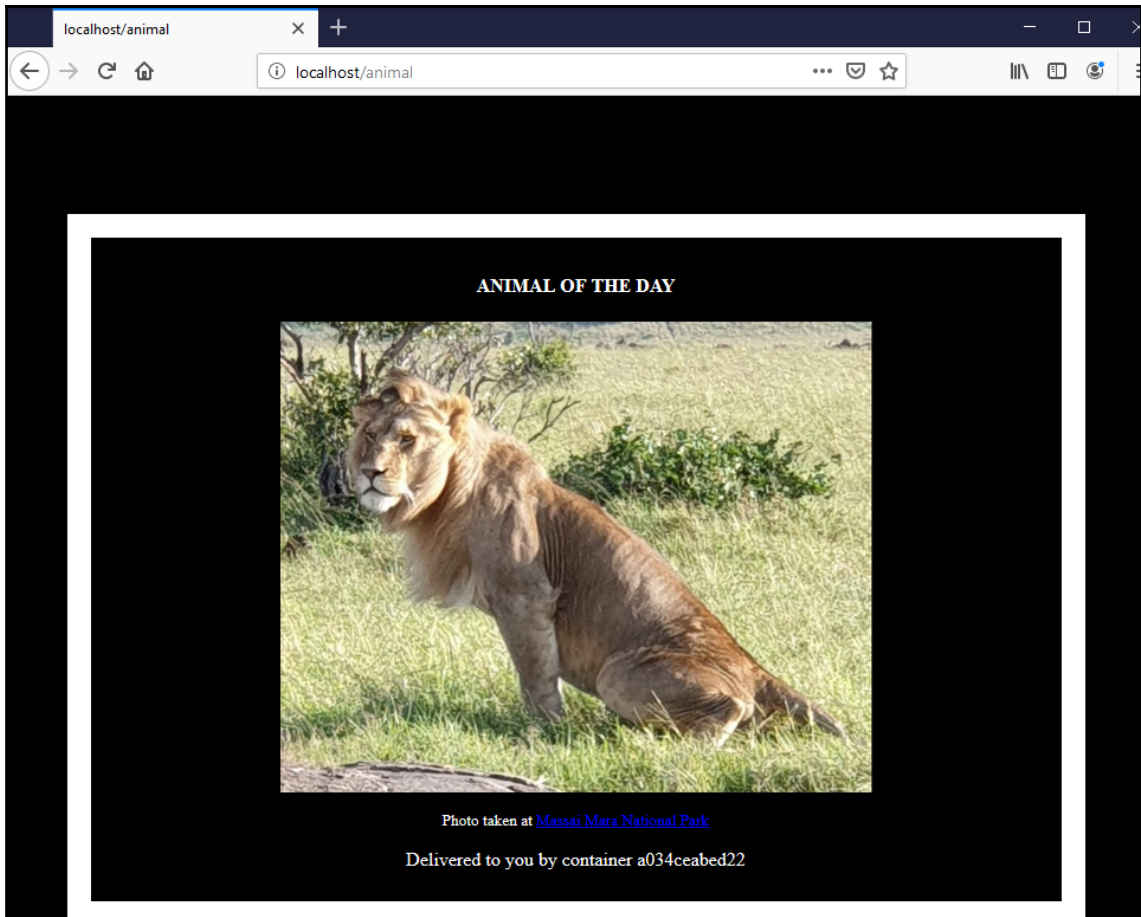 localhost/animal
localhost/animal
ANIMAL OF THE DAY
Photo taken at Massai Mara National Park
Delivered to you by container a034ceabed22